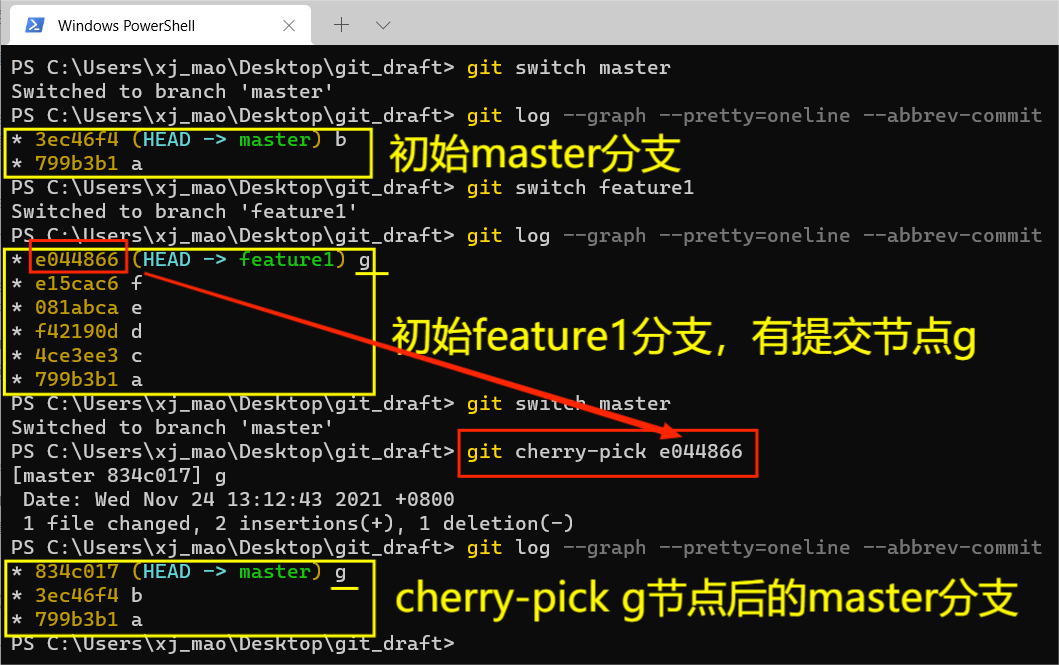 Windows PowerShell
PS C:\Users\xj_mao\Desktop\git_draft> git switch master
Switched to branch 'master'
PS C:\Users\xj_mao\Desktop\git_draft> git log --graph --pretty=oneline --abbrev-commit
* 3ec46f4 (HEAD -> master) b
* 799b3b1 a
初始master分支
PS C:\Users\xj_mao\Desktop\git_draft> git switch feature1
Switched to branch 'feature1'
PS C:\Users\xj_mao\Desktop\git_draft> git log --graph --pretty=oneline --abbrev-commit
* e044866 (HEAD -> feature1) g
* e15cac6 f
* 081abca e
* f42190d d
* 4ce3ee3 c
* 799b3b1 a
初始feature1分支，有提交节点g
PS C:\Users\xj_mao\Desktop\git_draft> git switch master
Switched to branch 'master'
PS C:\Users\xj_mao\Desktop\git_draft> git cherry-pick e044866
[master 834c017] g
Date: Wed Nov 24 13:12:43 2021 +0800
1 file changed, 2 insertions(+), 1 deletion(-)
PS C:\Users\xj_mao\Desktop\git_draft> git log --graph --pretty=oneline --abbrev-commit
* 834c017 (HEAD -> master) g
* 3ec46f4 b
* 799b3b1 a
cherry-pick g节点后的master分支
PS C:\Users\xj_mao\Desktop\git_draft>